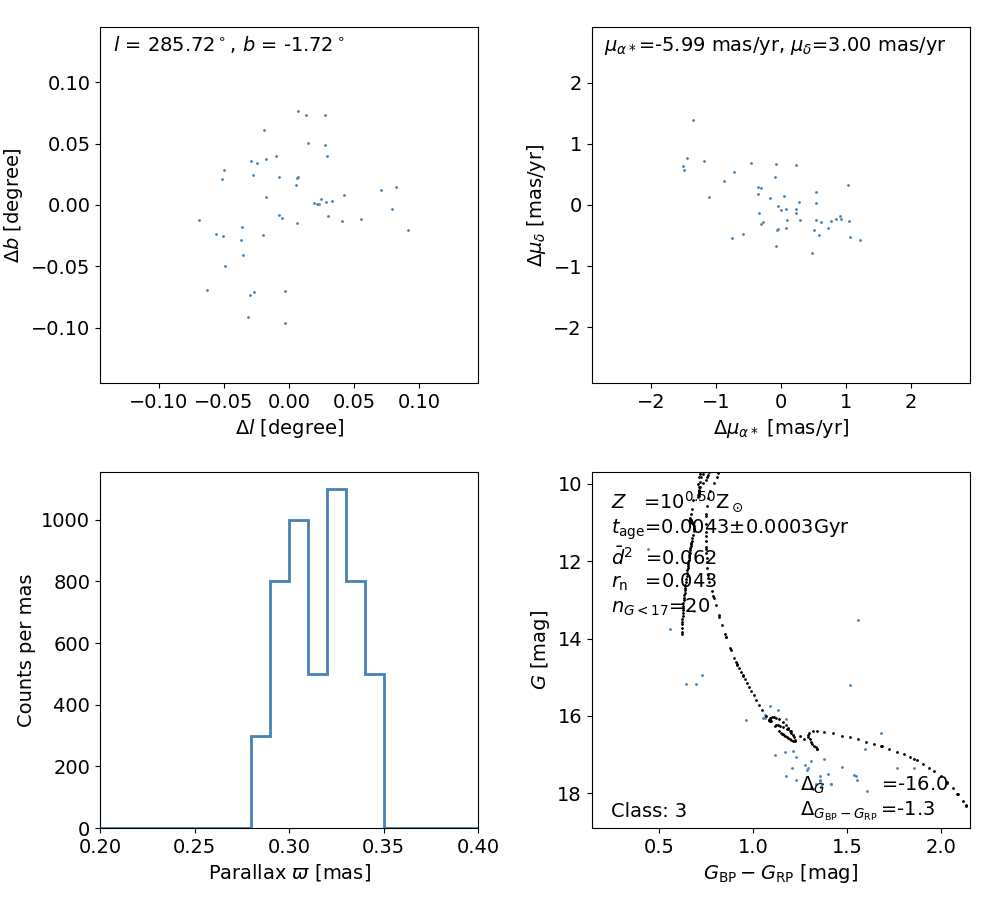 l = 285.72°, b = -1.72°
0.10
0.05
0.00
−0.05
−0.10
Δb [degree]
−0.10 −0.05 0.00 0.05 0.10
Δl [degree]
μα*=-5.99 mas/yr, μδ=3.00 mas/yr
2
1
0
−1
−2
Δμδ [mas/yr]
−2 −1 0 1 2
Δμα* [mas/yr]
1000
800
600
400
200
0
Counts per mas
0.20 0.25 0.30 0.35 0.40
Parallax ϖ [mas]
10
12
14
16
18
G [mag]
Z =10^0.50 Z⊙
tage=0.0043±0.0003Gyr
d̄² =0.062
rn =0.043
nG<17=20
ΔG =-16.0
Class: 3
ΔGBP−GRP=-1.3
0.5 1.0 1.5 2.0
GBP − GRP [mag]